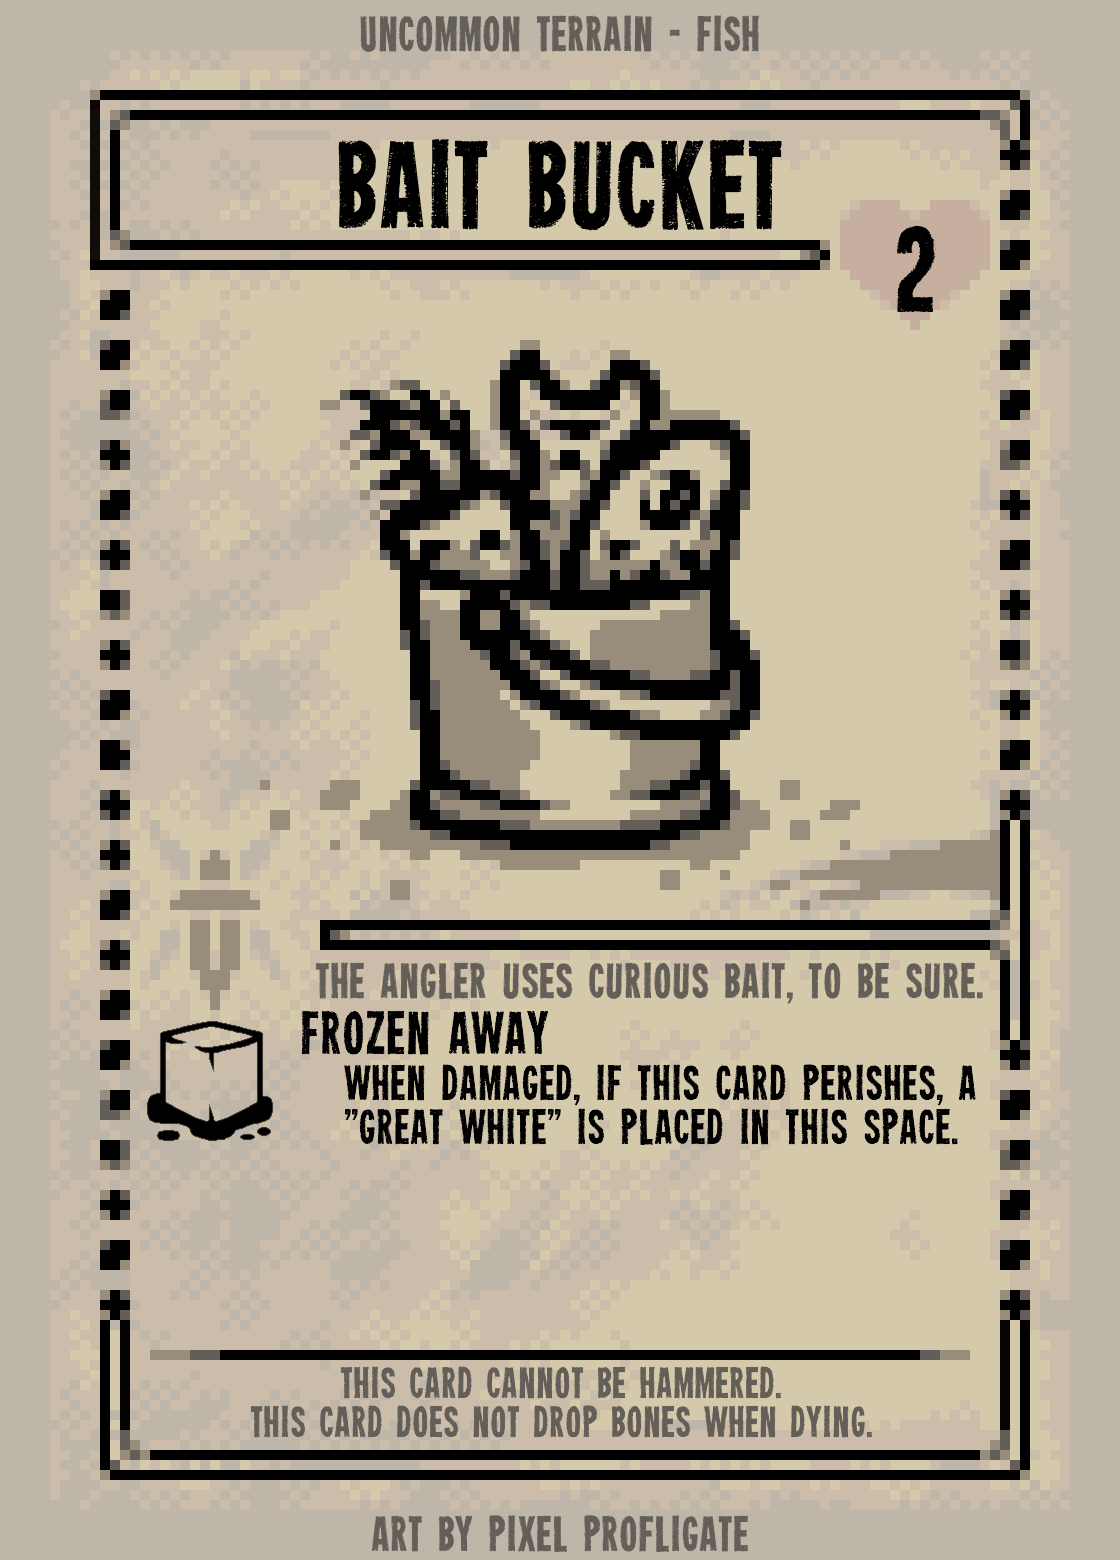 UNCOMMON TERRAIN - FISH
BAIT BUCKET
2
THE ANGLER USES CURIOUS BAIT, TO BE SURE.
FROZEN AWAY
WHEN DAMAGED, IF THIS CARD PERISHES, A
"GREAT WHITE" IS PLACED IN THIS SPACE.
THIS CARD CANNOT BE HAMMERED.
THIS CARD DOES NOT DROP BONES WHEN DYING.
ART BY PIXEL PROFLIGATE